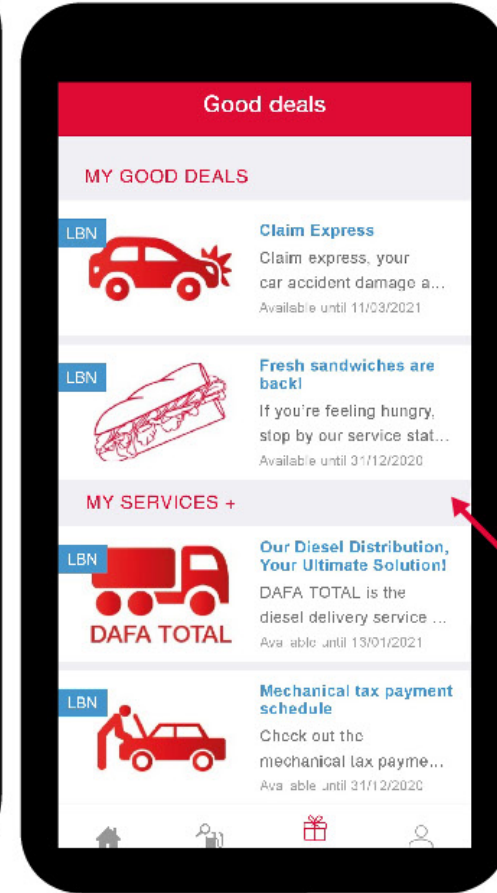 Good deals
MY GOOD DEALS
LBN
Claim Express
Claim express, your
car accident damage a...
Available until 11/03/2021
LBN
Fresh sandwiches are
back!
If you're feeling hungry,
stop by our service stat...
Available until 31/12/2020
MY SERVICES +
LBN
DAFA TOTAL
Our Diesel Distribution,
Your Ultimate Solution!
DAFA TOTAL is the
diesel delivery service ...
Available until 13/01/2021
LBN
Mechanical tax payment
schedule
Check out the
mechanical tax payme...
Available until 31/12/2020